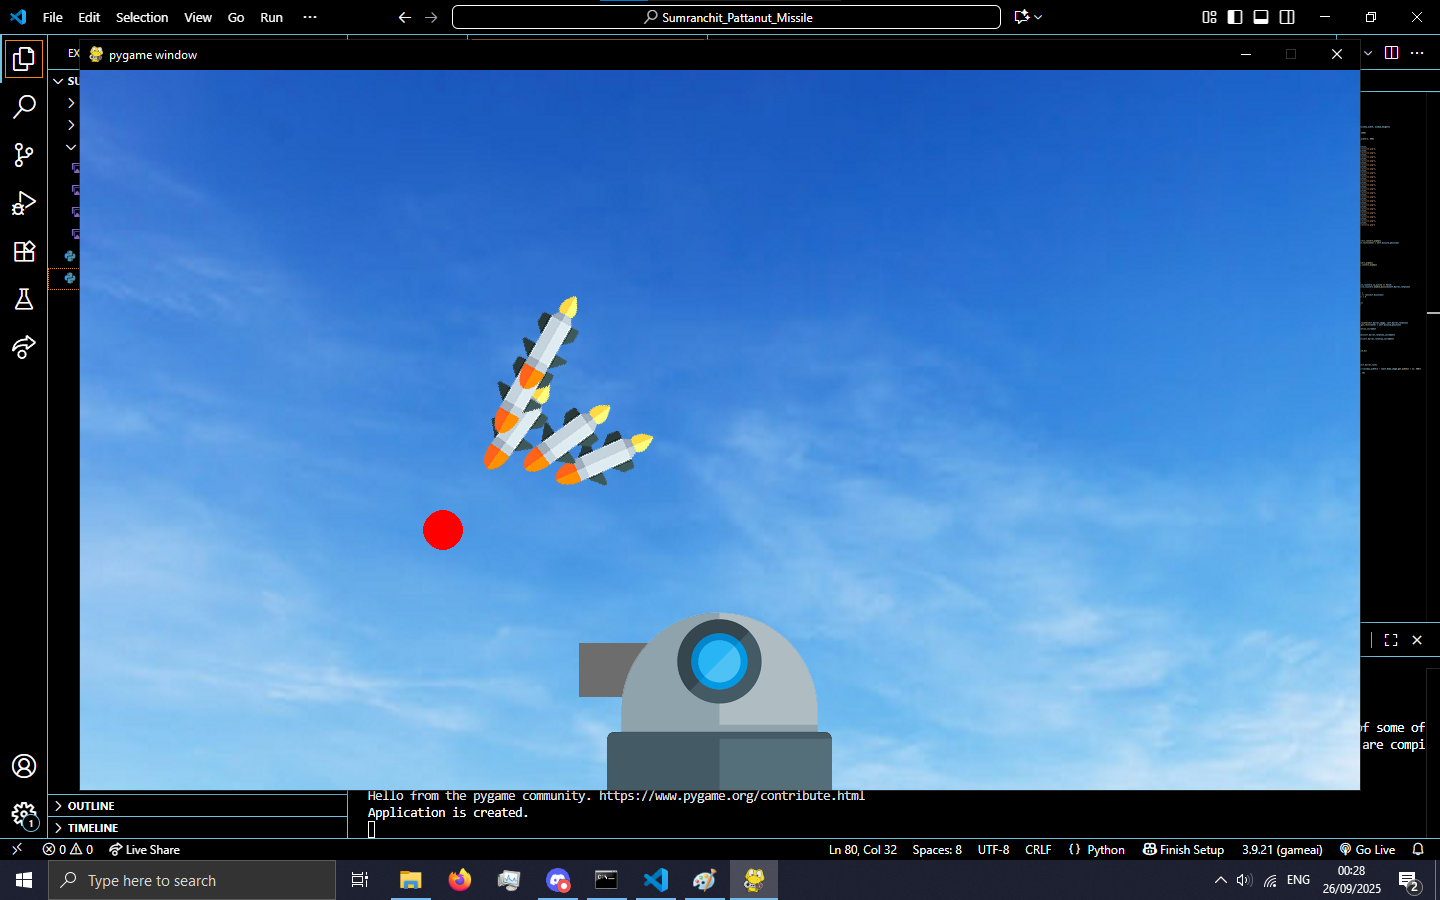 File Edit Selection View Go Run ···
Sumranchit_Pattanut_Missile
EX
pygame window
SU
of some of
are compi
Hello from the pygame community. https://www.pygame.org/contribute.html
Application is created.
OUTLINE
TIMELINE
1
0 0 Live Share
Ln 80, Col 32 Spaces: 8 UTF-8 CRLF {} Python Finish Setup 3.9.21 (gameai) Go Live
Type here to search
ENG
00:28
26/09/2025
2